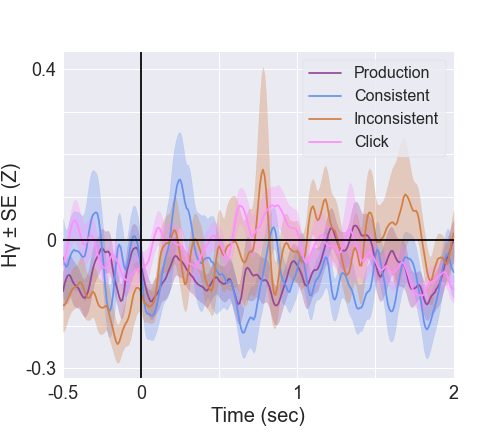 Hγ ± SE (Z)
0.4
0
-0.3
Production
Consistent
Inconsistent
Click
-0.5 0 1 2
Time (sec)